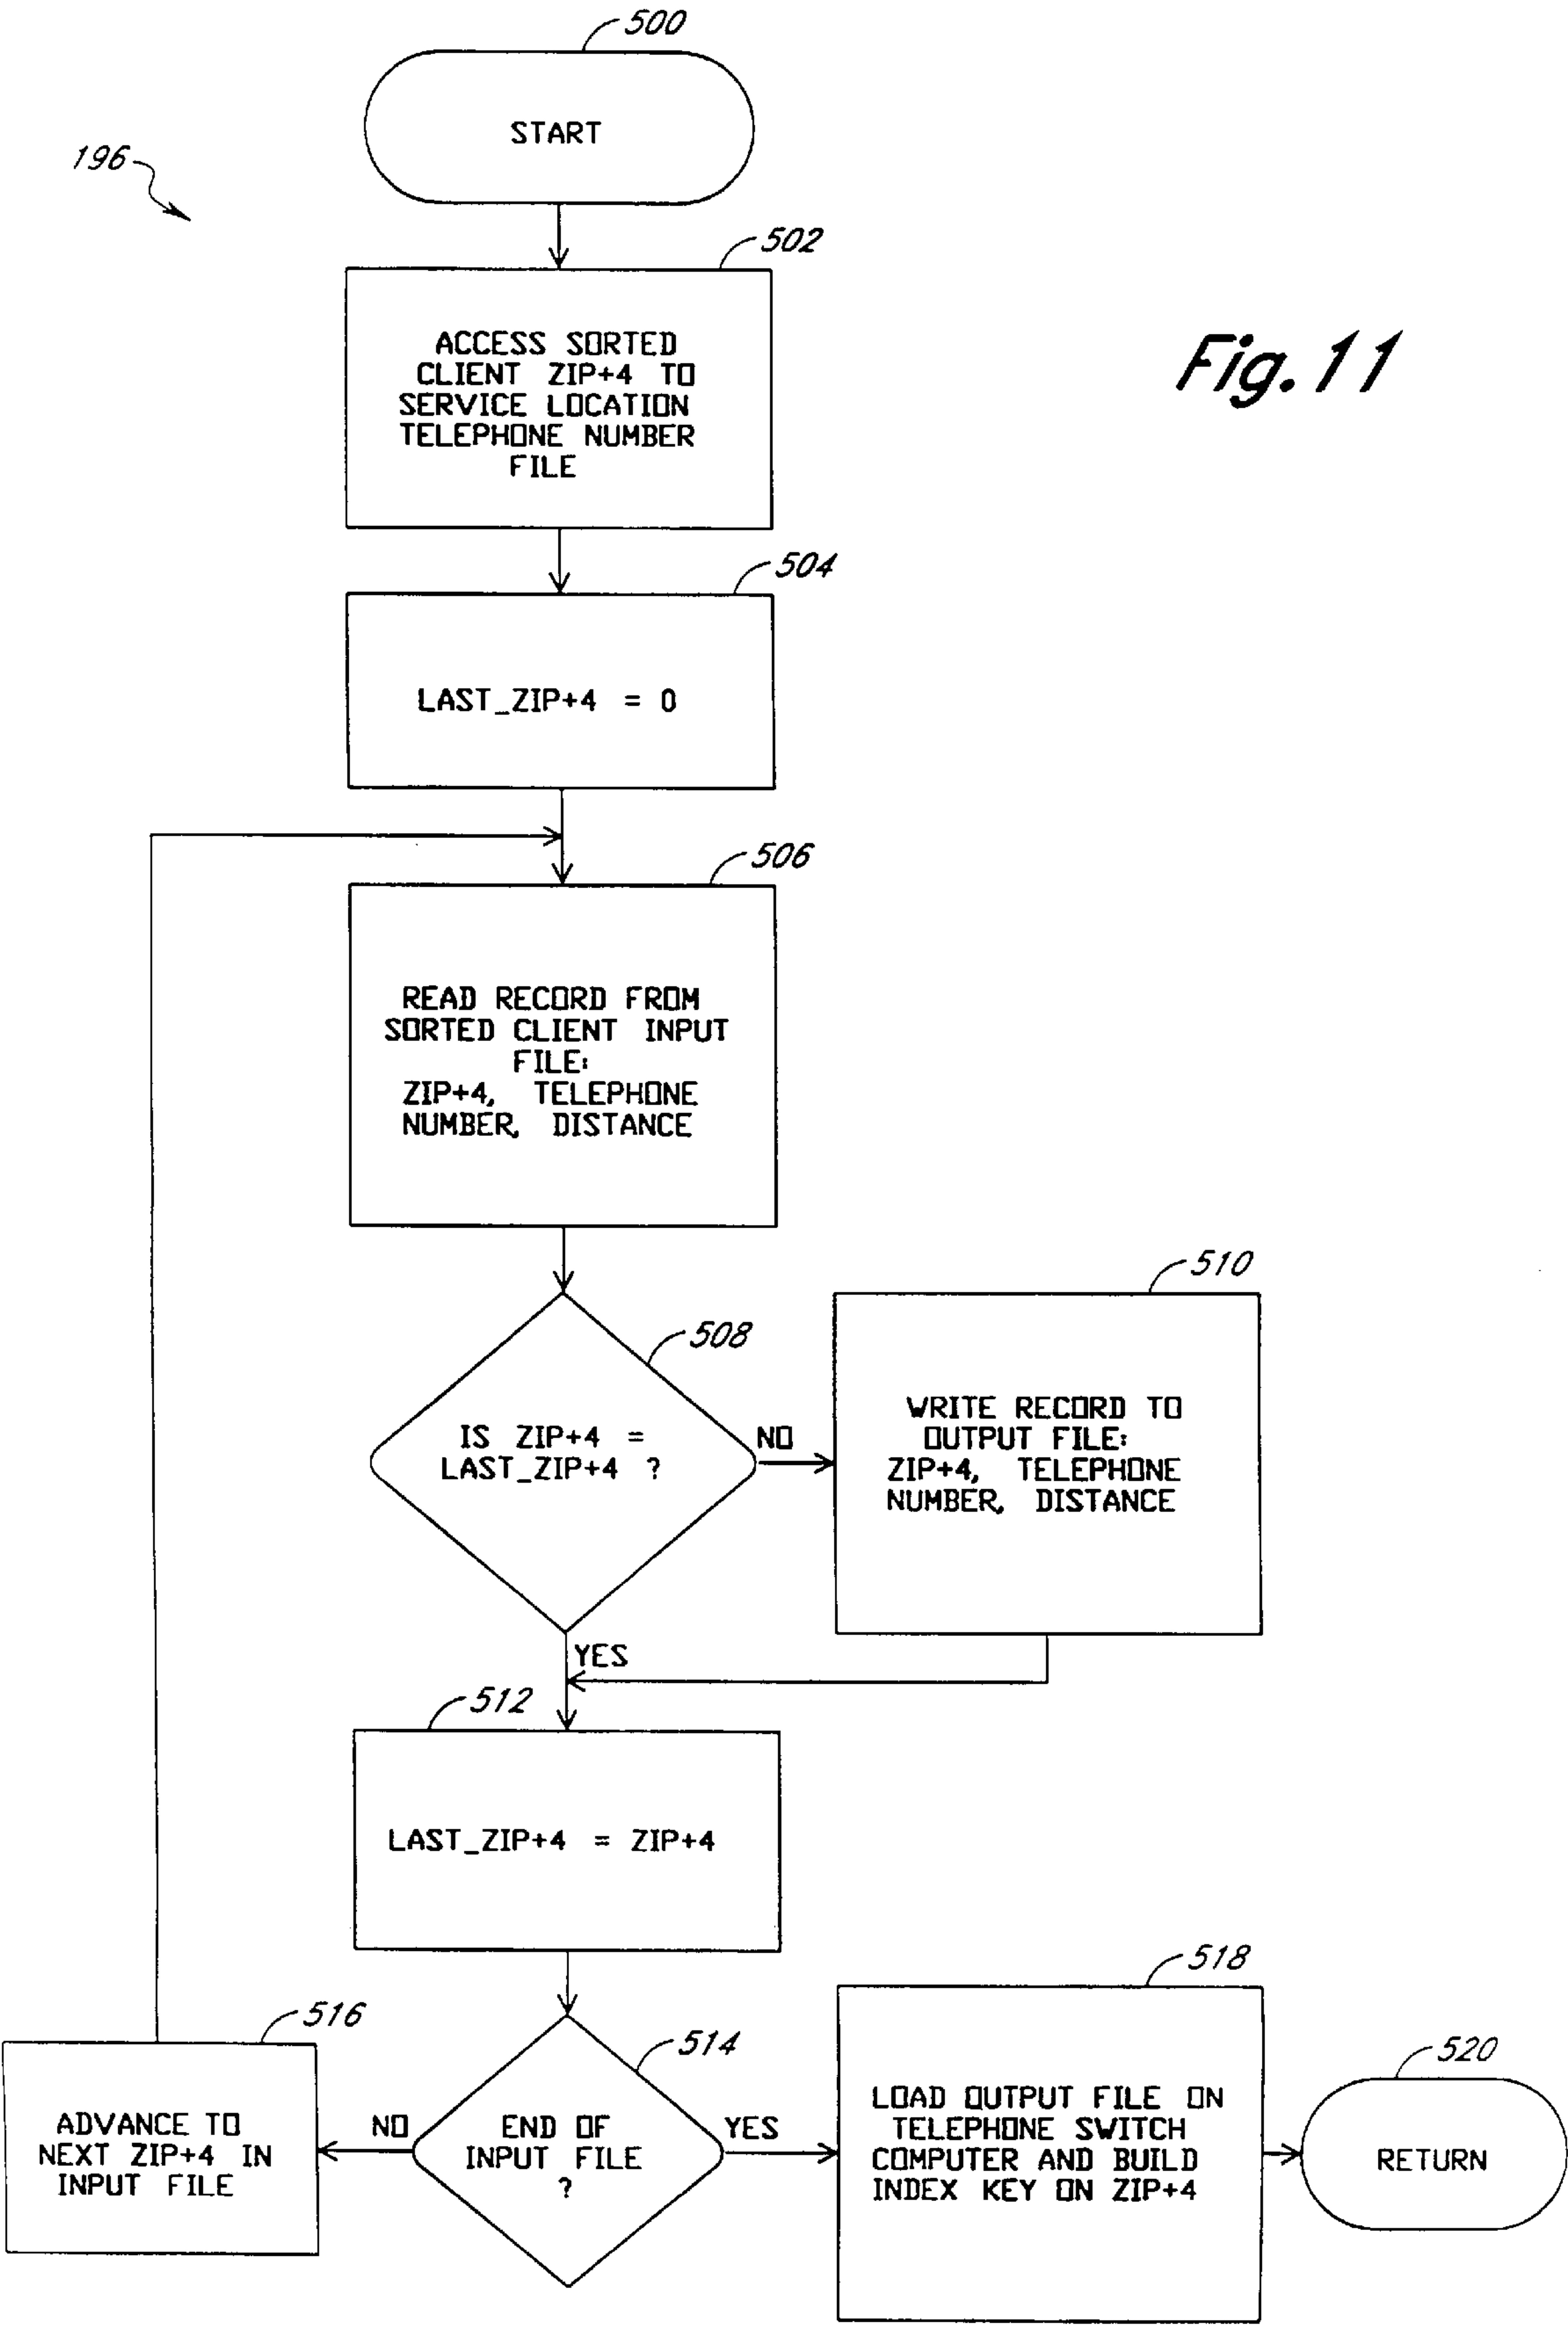 500
START
196
502
ACCESS SORTED
CLIENT ZIP+4 TO
SERVICE LOCATION
TELEPHONE NUMBER
FILE
Fig. 11
504
LAST_ZIP+4 = 0
506
READ RECORD FROM
SORTED CLIENT INPUT
FILE:
ZIP+4, TELEPHONE
NUMBER, DISTANCE
508
IS ZIP+4 =
LAST_ZIP+4 ?
NO
510
WRITE RECORD TO
OUTPUT FILE:
ZIP+4, TELEPHONE
NUMBER, DISTANCE
YES
512
LAST_ZIP+4 = ZIP+4
514
END OF
INPUT FILE
?
NO
516
ADVANCE TO
NEXT ZIP+4 IN
INPUT FILE
YES
518
LOAD OUTPUT FILE ON
TELEPHONE SWITCH
COMPUTER AND BUILD
INDEX KEY ON ZIP+4
520
RETURN